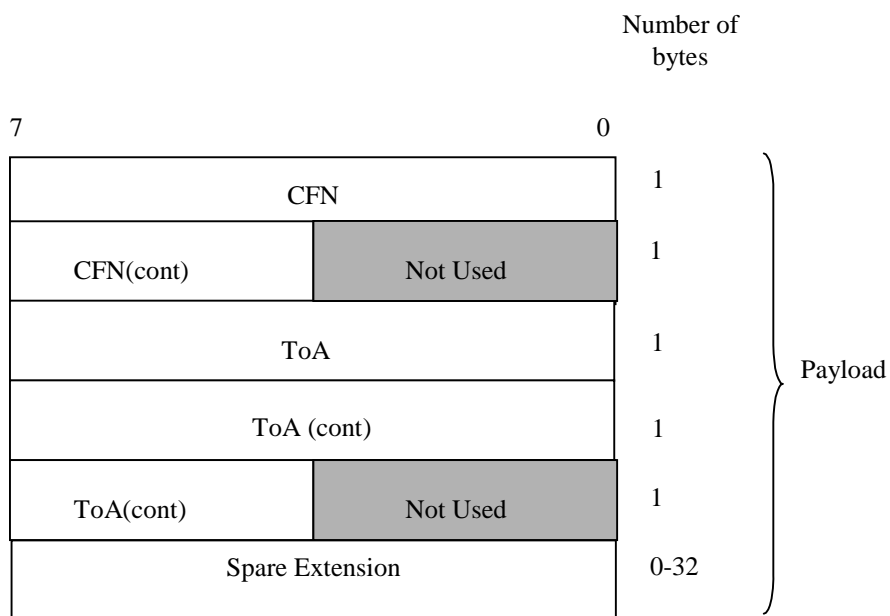 Number of
bytes
7 0
CFN 1
CFN(cont) Not Used 1
ToA 1
ToA (cont) 1
ToA(cont) Not Used 1
Spare Extension 0-32
Payload